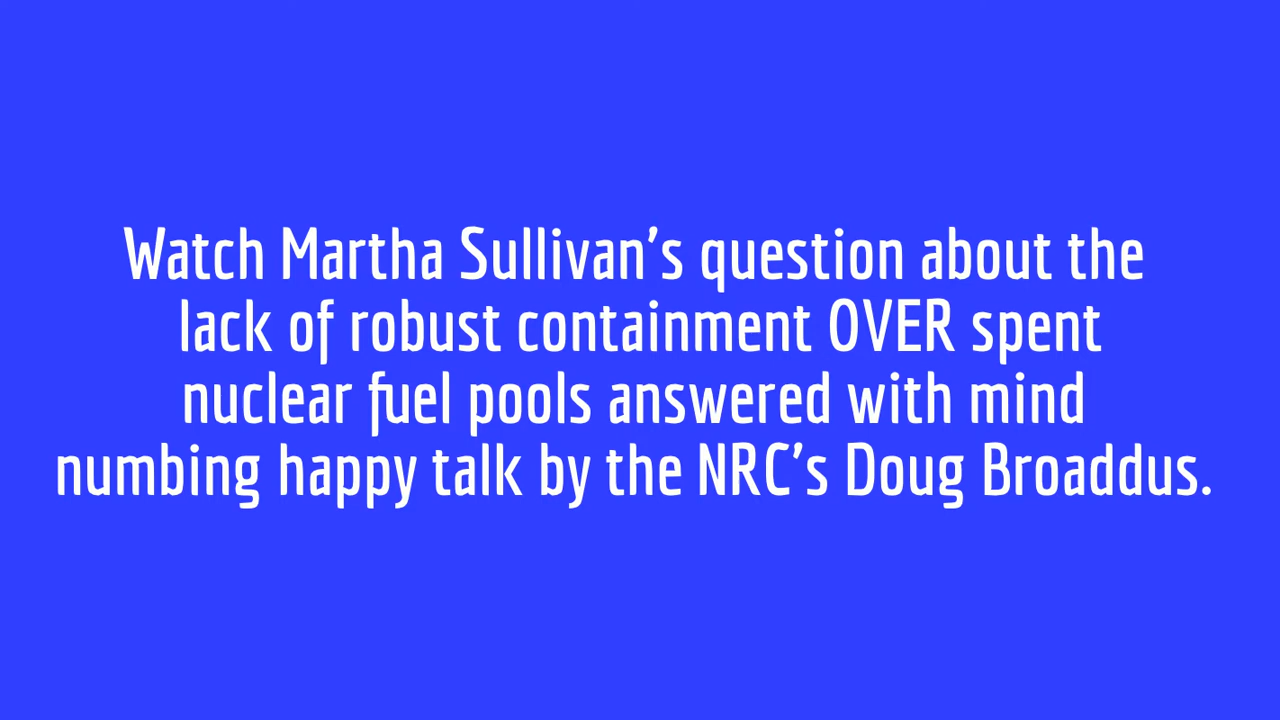 Watch Martha Sullivan’s question about the
lack of robust containment OVER spent
nuclear fuel pools answered with mind
numbing happy talk by the NRC’s Doug Broaddus.